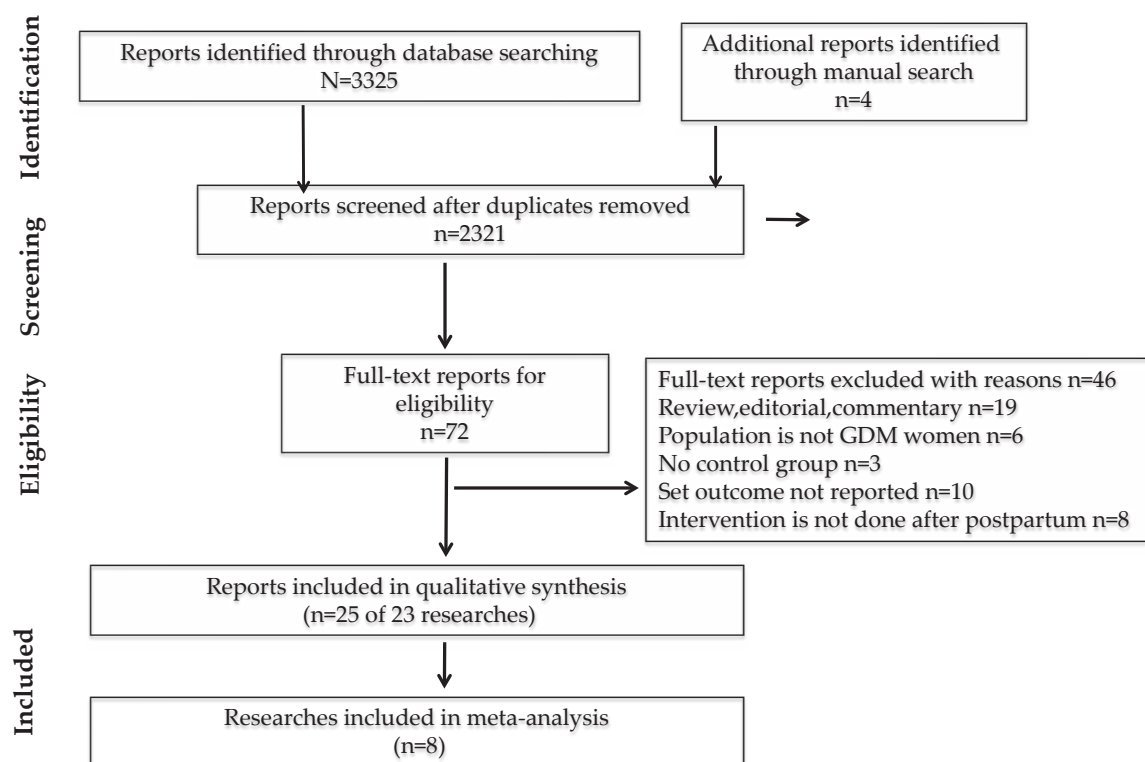 Identification
Reports identified through database searching
N=3325
Additional reports identified
through manual search
n=4
Screening
Reports screened after duplicates removed
n=2321
Eligibility
Full-text reports for
eligibility
n=72
Full-text reports excluded with reasons n=46
Review,editorial,commentary n=19
Population is not GDM women n=6
No control group n=3
Set outcome not reported n=10
Intervention is not done after postpartum n=8
Included
Reports included in qualitative synthesis
(n=25 of 23 researches)
Researches included in meta-analysis
(n=8)